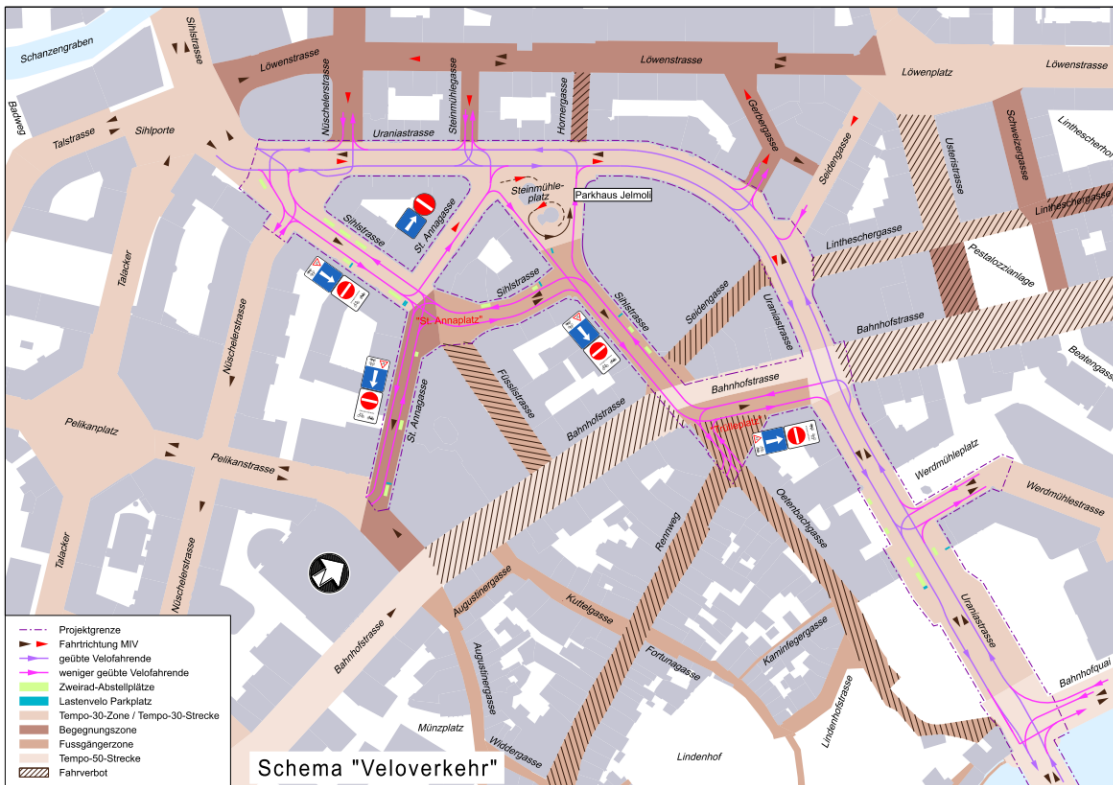 Schanzengraben
Sihlstrasse
Löwenstrasse
Nüschelerstrasse
Steinmühlegasse
Hornergasse
Löwenstrasse
Gerbergasse
Löwenplatz
Löwenstrasse
Badweg
Talstrasse
Sihlporte
Uraniastrasse
Seidengasse
Usteristrasse
Schweizergasse
Lintheschergasse
Lintheschergasse
Pestalozzianlage
Steinmühle-
platz
Parkhaus Jelmoli
St. Annagasse
Sihlstrasse
Talacker
Nüschelerstrasse
Lintheschergasse
Bahnhofstrasse
Beatengasse
"St. Annaplatz"
Sihlstrasse
Sihlstrasse
Seidengasse
Uraniastrasse
St. Annagasse
Füsslistrasse
Bahnhofstrasse
Bahnhofstrasse
"Trülleplatz"
Pelikanplatz
Pelikanstrasse
Werdmühleplatz
Werdmühlestrasse
Talacker
Nüschelerstrasse
Rennweg
Oetenbachgasse
Augustinergasse
Kuttelgasse
Bahnhofstrasse
Augustinergasse
Fortunagasse
Kaminfegergasse
Lindenhofstrasse
Uraniastrasse
Bahnhofquai
Münzplatz
Widdergasse
Lindenhof
Projektgrenze
Fahrtrichtung MIV
geübte Velofahrende
weniger geübte Velofahrende
Zweirad-Abstellplätze
Lastenvelo Parkplatz
Tempo-30-Zone / Tempo-30-Strecke
Begegnungszone
Fussgängerzone
Tempo-50-Strecke
Fahrverbot
Schema "Veloverkehr"